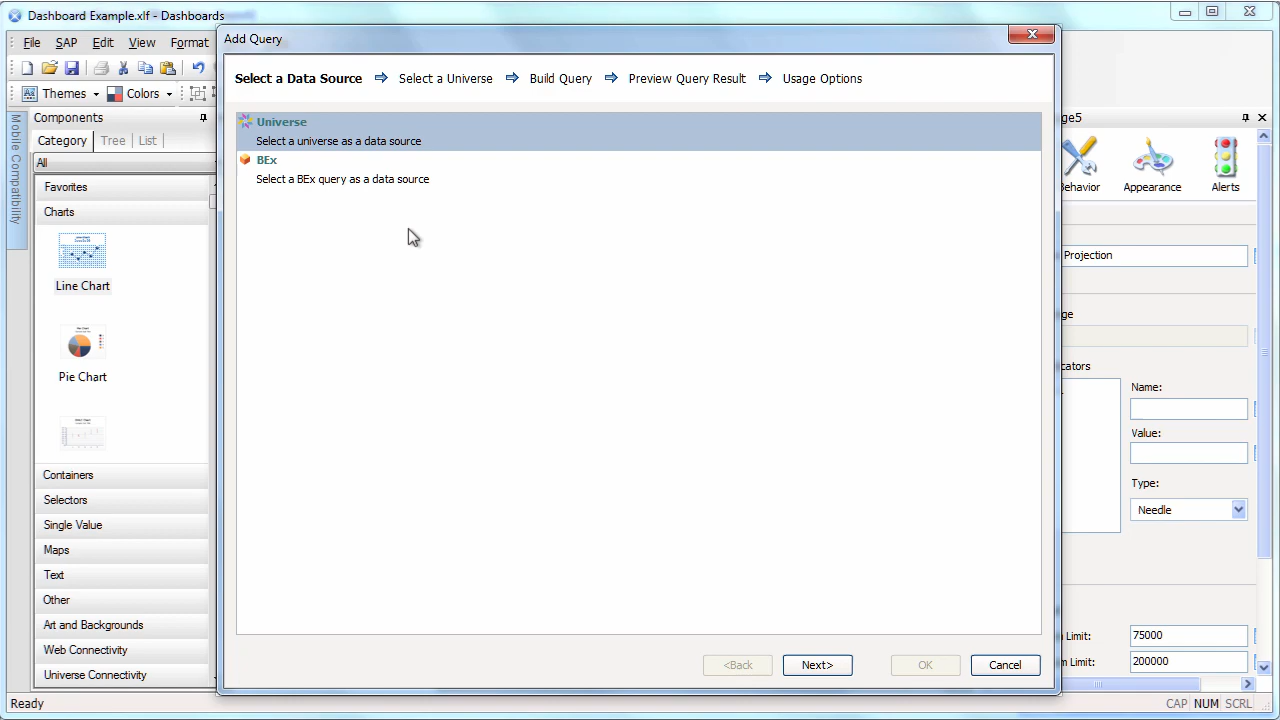 Dashboard Example.xlf - Dashboards
File SAP Edit View Format
Themes Colors
Mobile Compatibility
Components
Category Tree List
All
Favorites
Charts
Line Chart
Pie Chart
Containers
Selectors
Single Value
Maps
Text
Other
Art and Backgrounds
Web Connectivity
Universe Connectivity
Add Query
Select a Data Source Select a Universe Build Query Preview Query Result Usage Options
Universe
Select a universe as a data source
BEx
Select a BEx query as a data source
<Back Next> OK Cancel
ge5
Behavior Appearance Alerts
Projection
ge
cators
Name:
Value:
Type:
Needle
m Limit: 75000
m Limit: 200000
Ready
CAP NUM SCRL